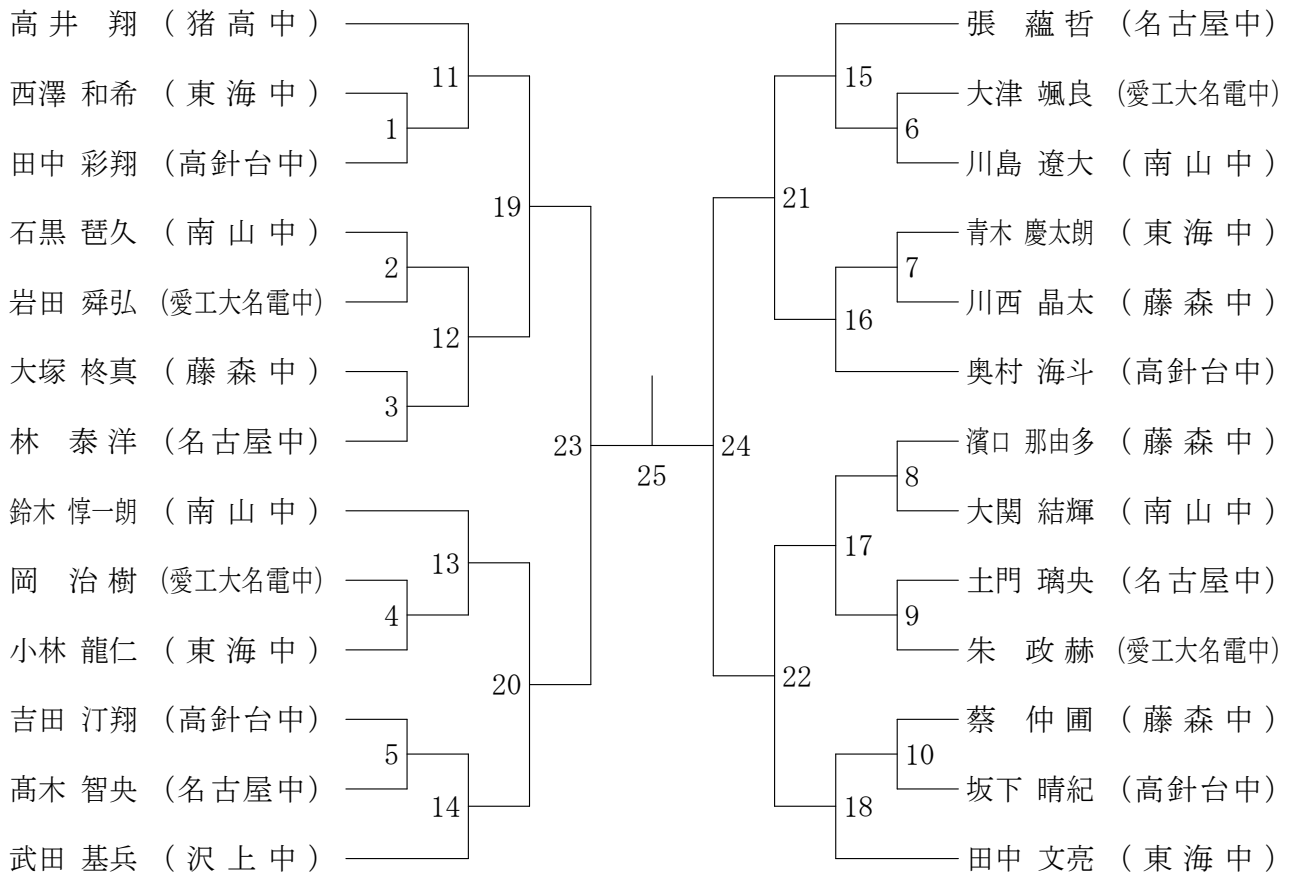 高井 翔 (猪高中)
西澤 和希 (東海中)
田中 彩翔 (高針台中)
石黒 琶久 (南山中)
岩田 舜弘 (愛工大名電中)
大塚 柊真 (藤森中)
林 泰洋 (名古屋中)
鈴木 惇一朗 (南山中)
岡 治樹 (愛工大名電中)
小林 龍仁 (東海中)
吉田 汀翔 (高針台中)
髙木 智央 (名古屋中)
武田 基兵 (沢上中)
1
2
3
4
5
11
12
13
14
19
20
23
25
24
21
22
15
16
17
18
6
7
8
9
10
張 蘊哲 (名古屋中)
大津 颯良 (愛工大名電中)
川島 遼大 (南山中)
青木 慶太朗 (東海中)
川西 晶太 (藤森中)
奥村 海斗 (高針台中)
濱口 那由多 (藤森中)
大関 結輝 (南山中)
土門 璃央 (名古屋中)
朱 政赫 (愛工大名電中)
蔡 仲圃 (藤森中)
坂下 晴紀 (高針台中)
田中 文亮 (東海中)